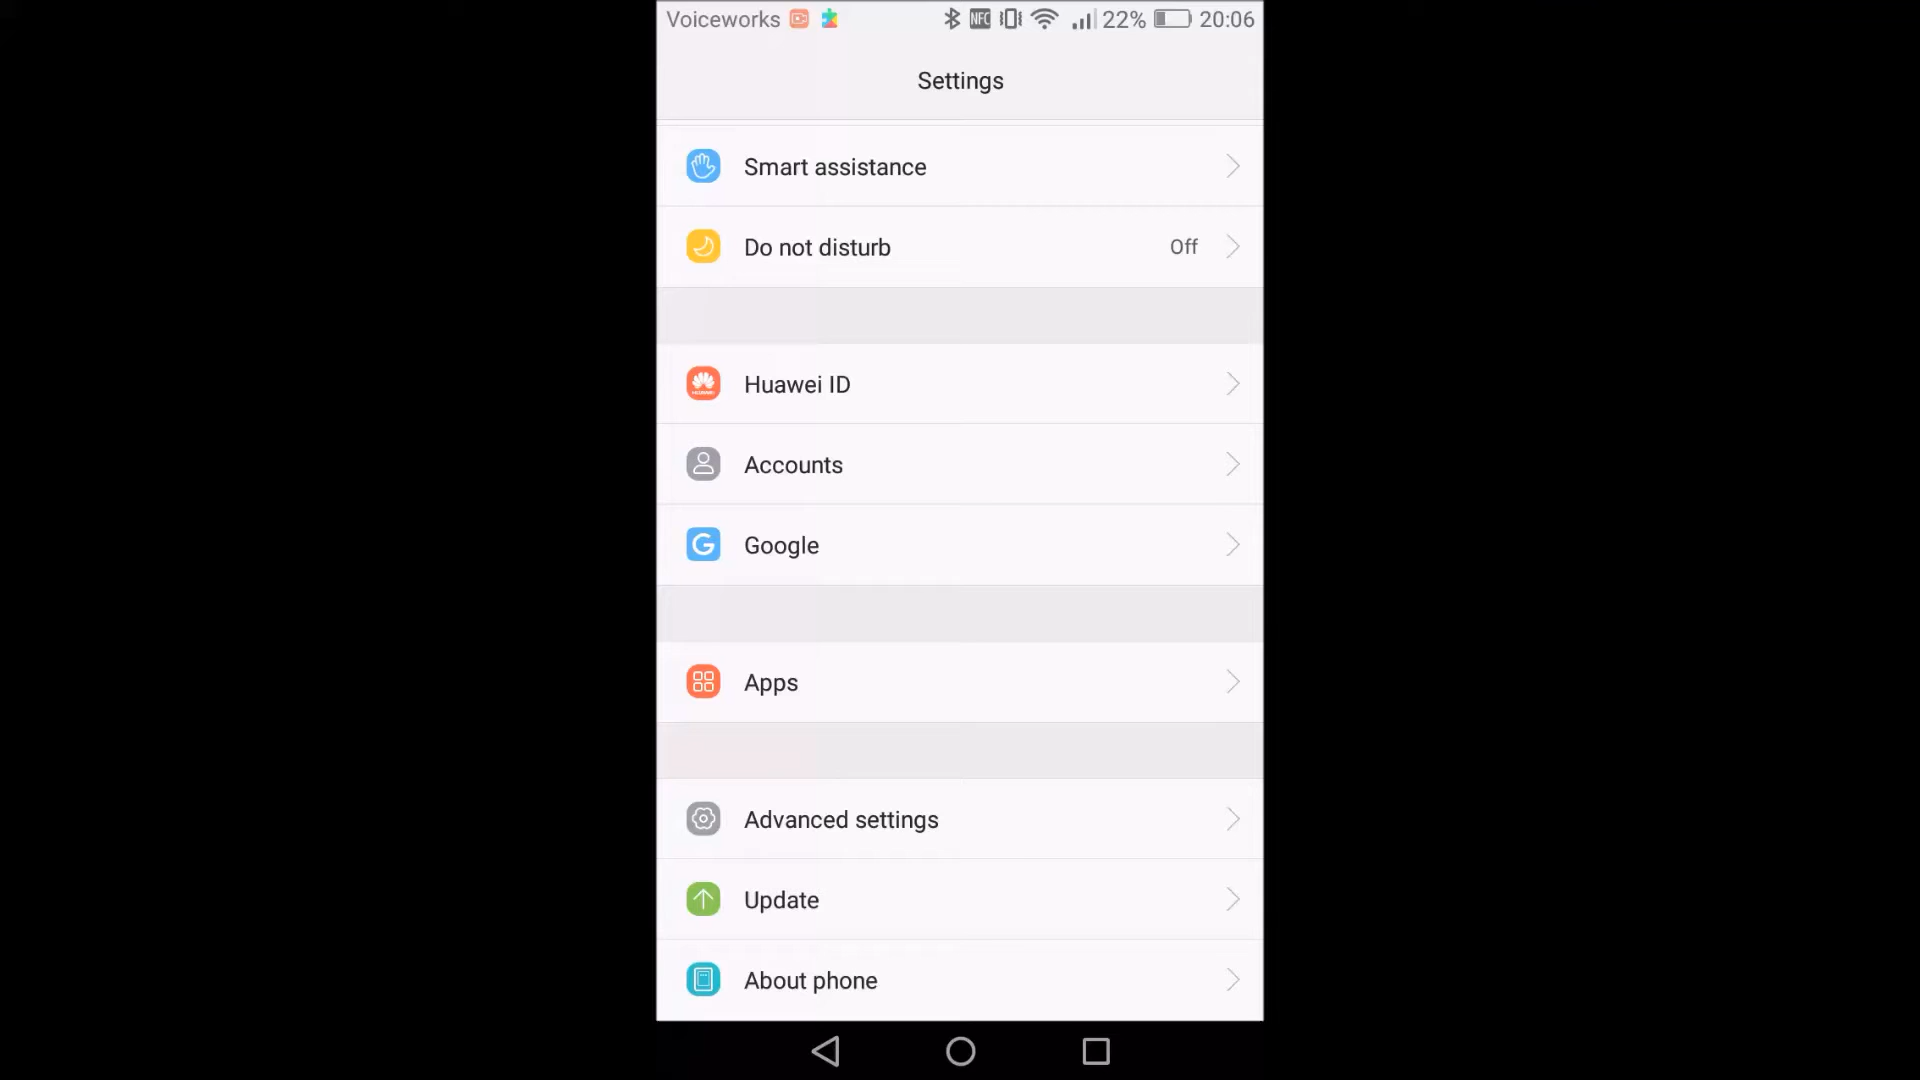 Voiceworks NFC 22% 20:06
Settings
Smart assistance
Do not disturb Off
Huawei ID
Accounts
Google
Apps
Advanced settings
Update
About phone